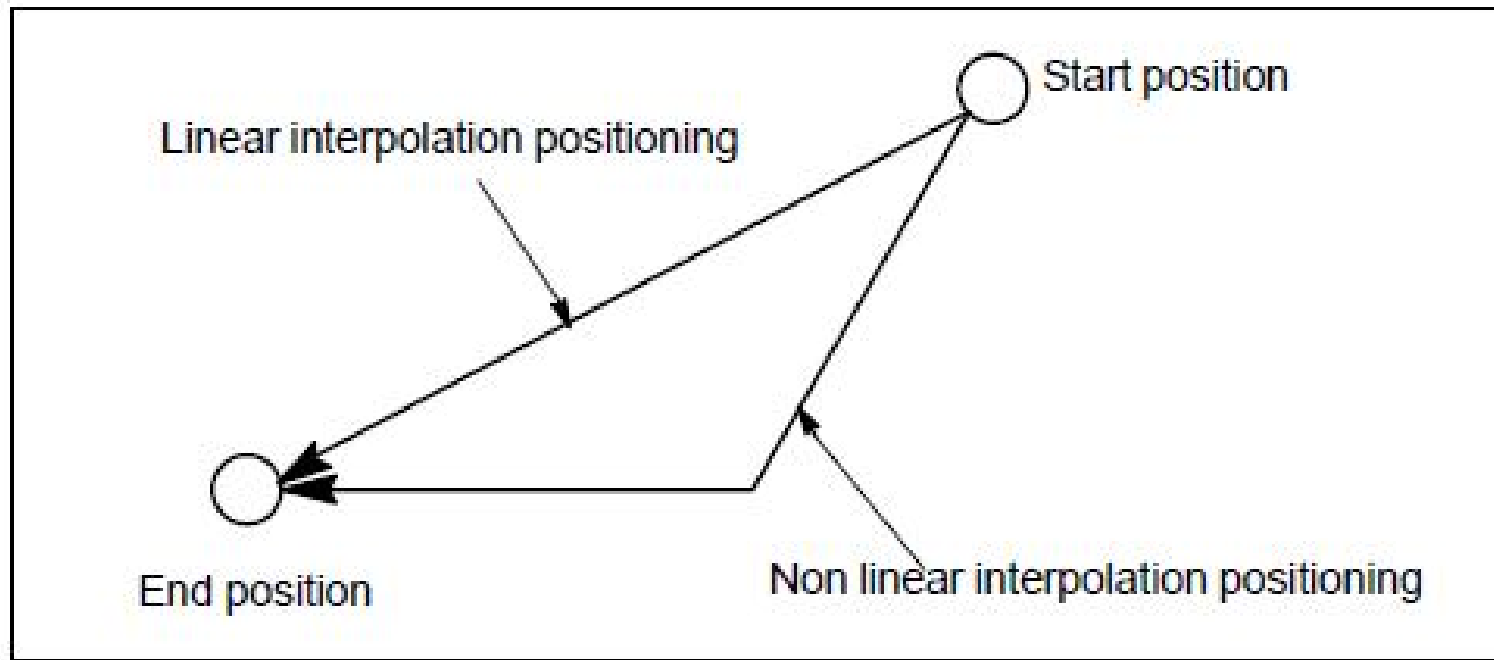 Start position
Linear interpolation positioning
Non linear interpolation positioning
End position